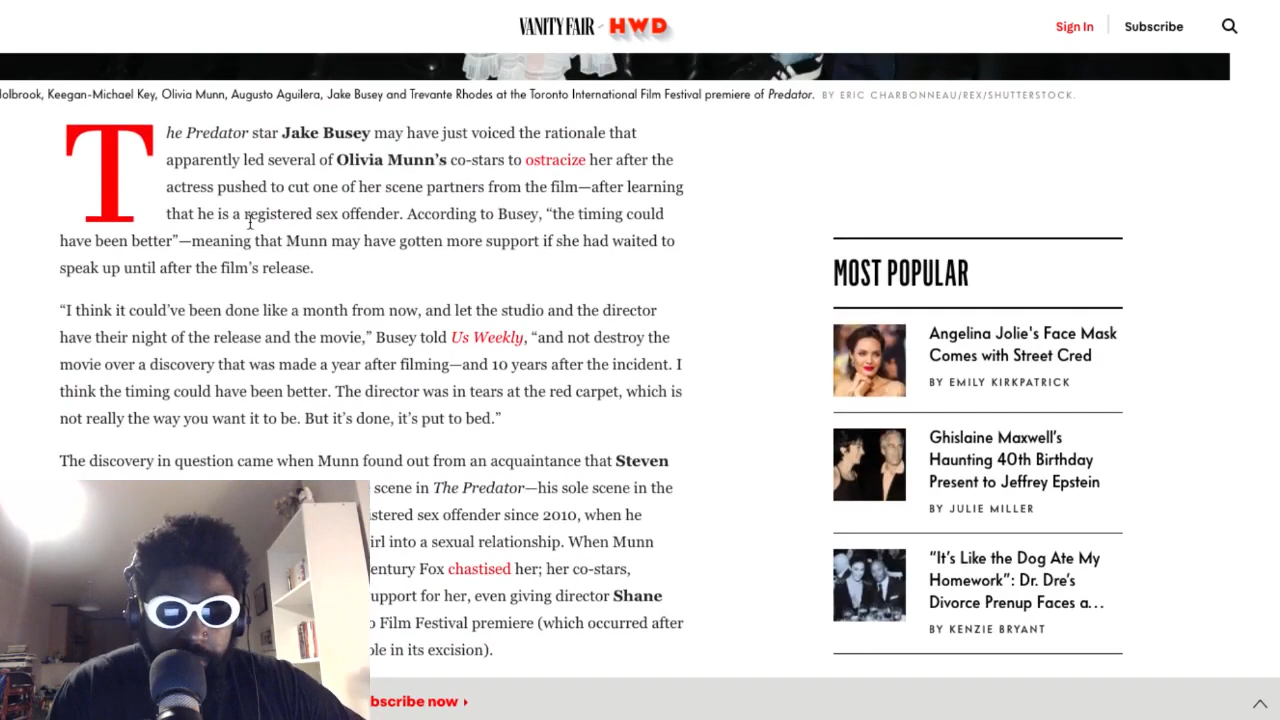 VANITY FAIR HWD
Sign In
Subscribe
olbrook, Keegan-Michael Key, Olivia Munn, Augusto Aguilera, Jake Busey and Trevante Rhodes at the Toronto International Film Festival premiere of Predator. BY ERIC CHARBONNEAU/REX/SHUTTERSTOCK.
The Predator star Jake Busey may have just voiced the rationale that
apparently led several of Olivia Munn's co-stars to ostracize her after the
actress pushed to cut one of her scene partners from the film—after learning
that he is a registered sex offender. According to Busey, “the timing could
have been better”—meaning that Munn may have gotten more support if she had waited to
speak up until after the film’s release.
“I think it could’ve been done like a month from now, and let the studio and the director
have their night of the release and the movie,” Busey told Us Weekly, “and not destroy the
movie over a discovery that was made a year after filming—and 10 years after the incident. I
think the timing could have been better. The director was in tears at the red carpet, which is
not really the way you want it to be. But it’s done, it’s put to bed.”
The discovery in question came when Munn found out from an acquaintance that Steven
scene in The Predator—his sole scene in the
stered sex offender since 2010, when he
irl into a sexual relationship. When Munn
entury Fox chastised her; her co-stars,
upport for her, even giving director Shane
o Film Festival premiere (which occurred after
ole in its excision).
bscribe now
MOST POPULAR
Angelina Jolie's Face Mask
Comes with Street Cred
BY EMILY KIRKPATRICK
Ghislaine Maxwell’s
Haunting 40th Birthday
Present to Jeffrey Epstein
BY JULIE MILLER
“It’s Like the Dog Ate My
Homework”: Dr. Dre’s
Divorce Prenup Faces a…
BY KENZIE BRYANT